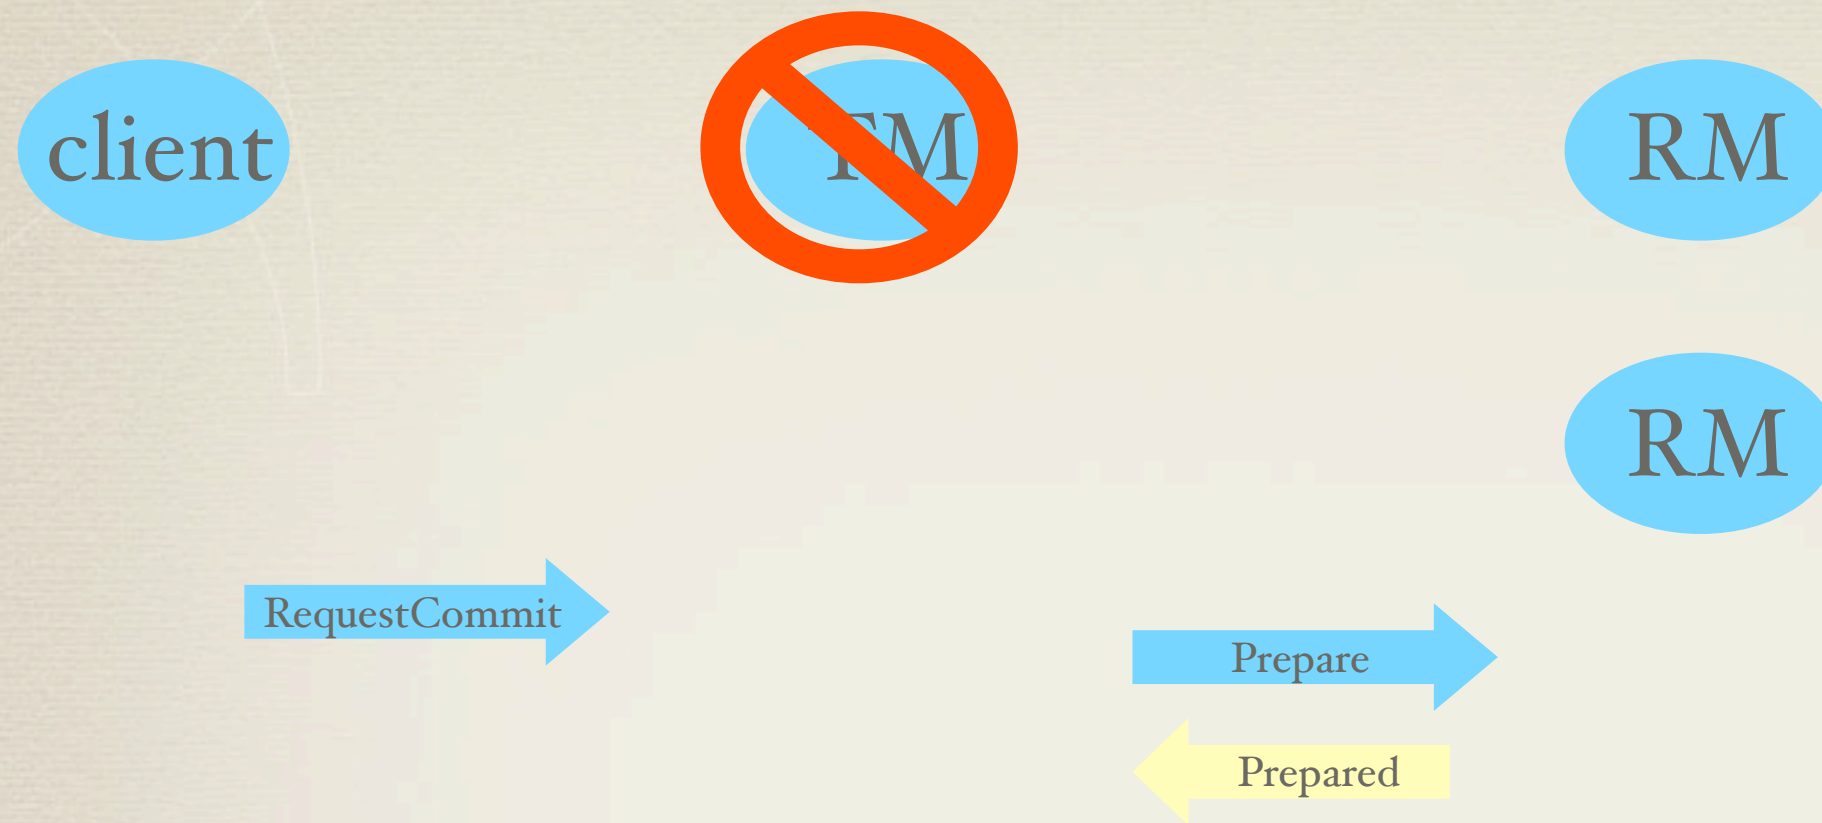 client
TM
RM
RM
RequestCommit
Prepare
Prepared